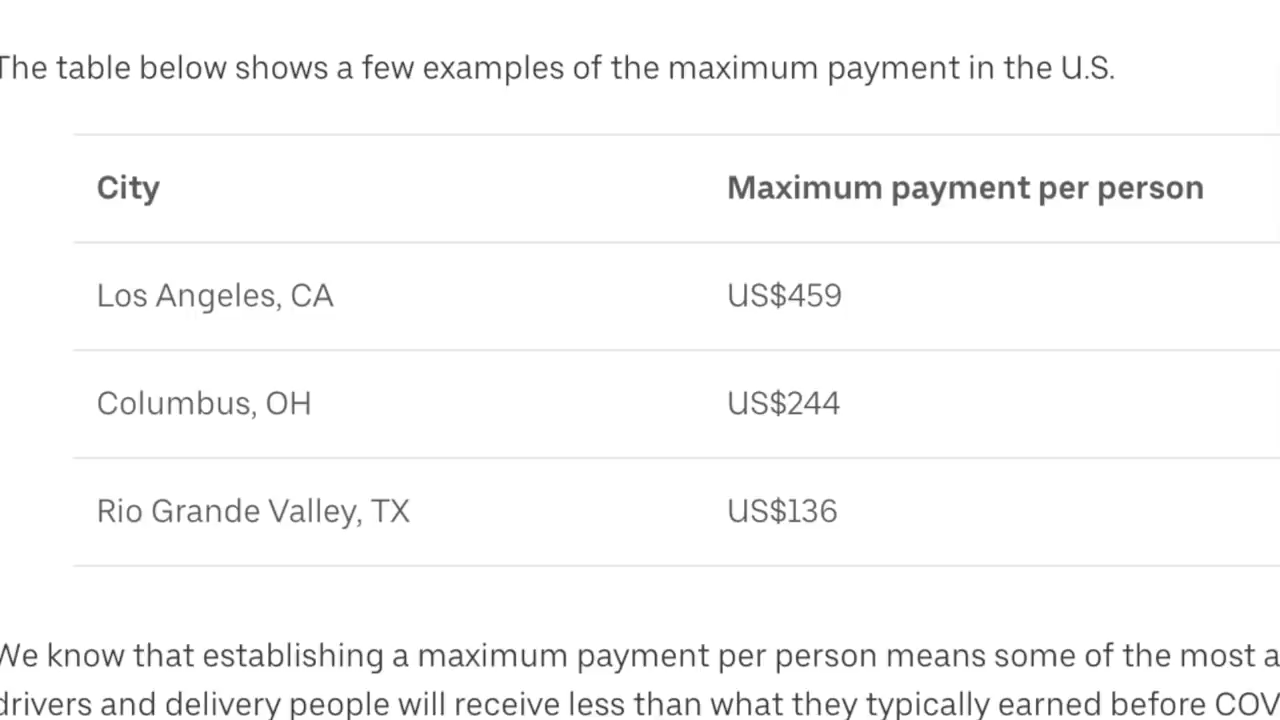 The table below shows a few examples of the maximum payment in the U.S.
City Maximum payment per person
Los Angeles, CA US$459
Columbus, OH US$244
Rio Grande Valley, TX US$136
We know that establishing a maximum payment per person means some of the most a
drivers and delivery people will receive less than what they typically earned before COV